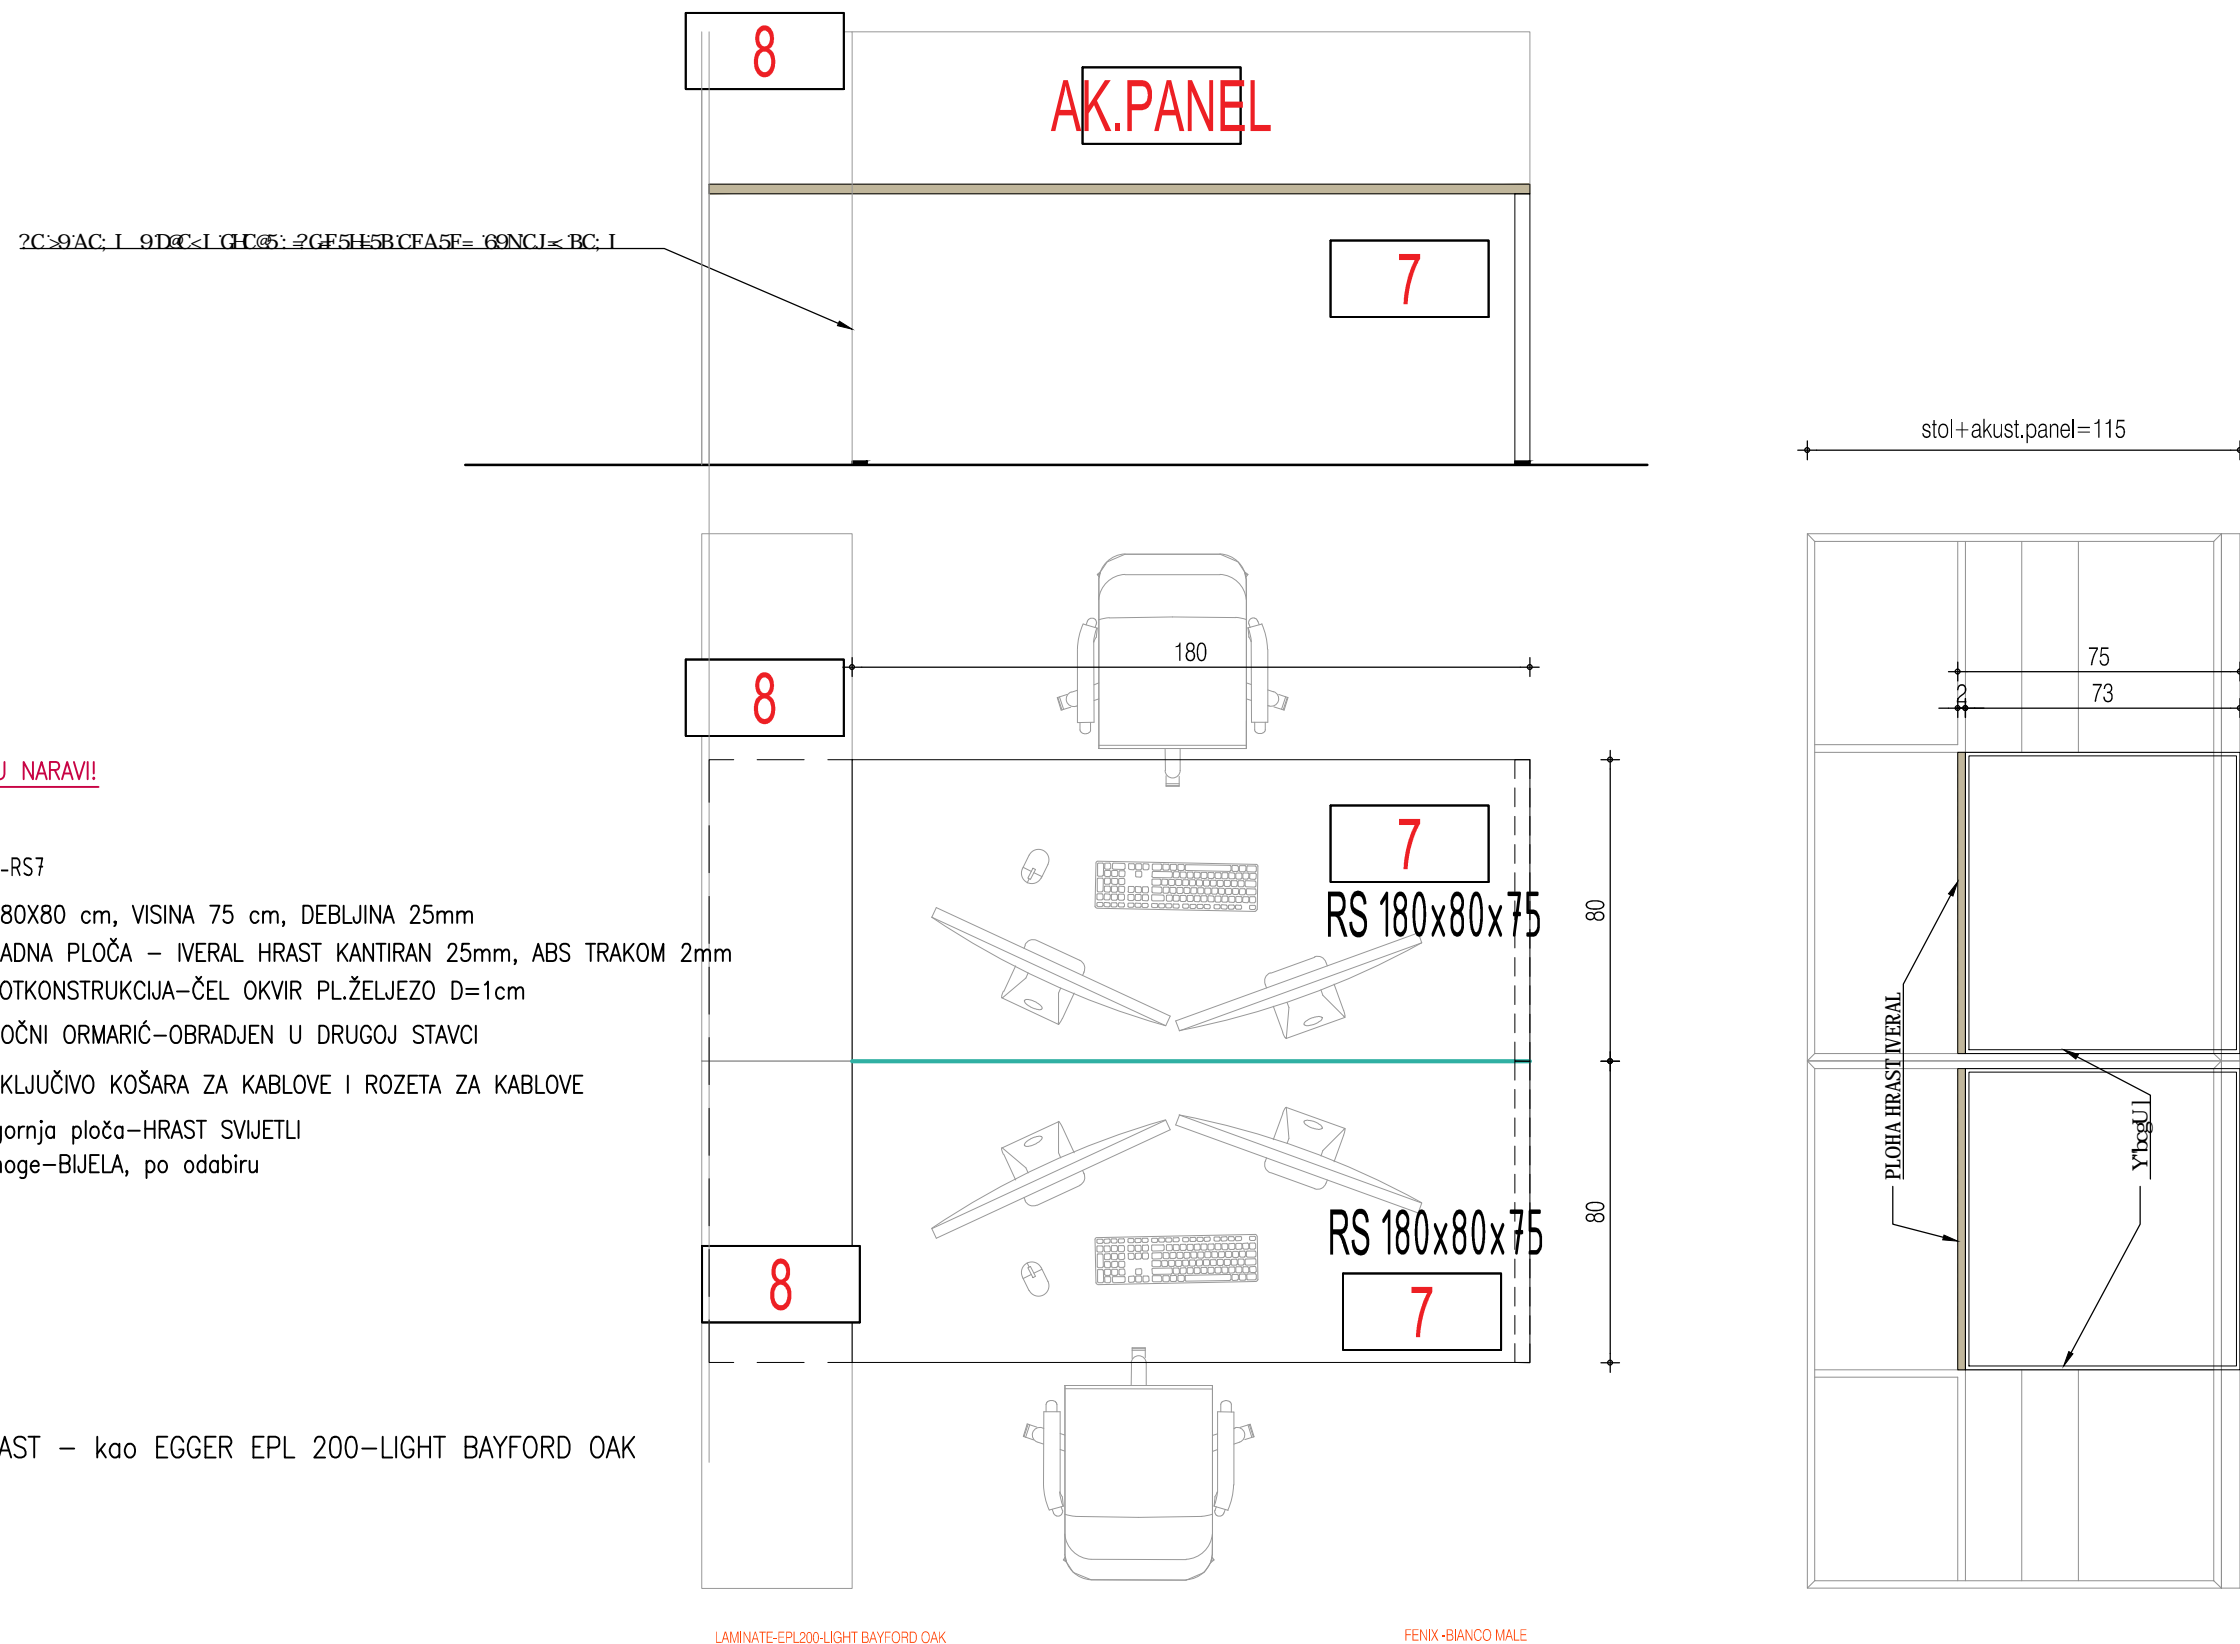 8
AK.PANEL
7
stol+akust.panel=115
180
75
2
73
8
U NARAVI!
-RS7
80X80 cm, VISINA 75 cm, DEBLJINA 25mm
ADNA PLOČA – IVERAL HRAST KANTIRAN 25mm, ABS TRAKOM 2mm
OTKONSTRUKCIJA–ČEL OKVIR PL.ŽELJEZO D=1cm
OČNI ORMARIĆ–OBRADJEN U DRUGOJ STAVCI
KLJUČIVO KOŠARA ZA KABLOVE I ROZETA ZA KABLOVE
gornja ploča–HRAST SVIJETLI
noge–BIJELA, po odabiru
7
RS 180x80x75
80
80
PLOHA HRAST IVERAL
RS 180x80x75
8
7
AST – kao EGGER EPL 200–LIGHT BAYFORD OAK
LAMINATE-EPL200-LIGHT BAYFORD OAK
FENIX -BIANCO MALE